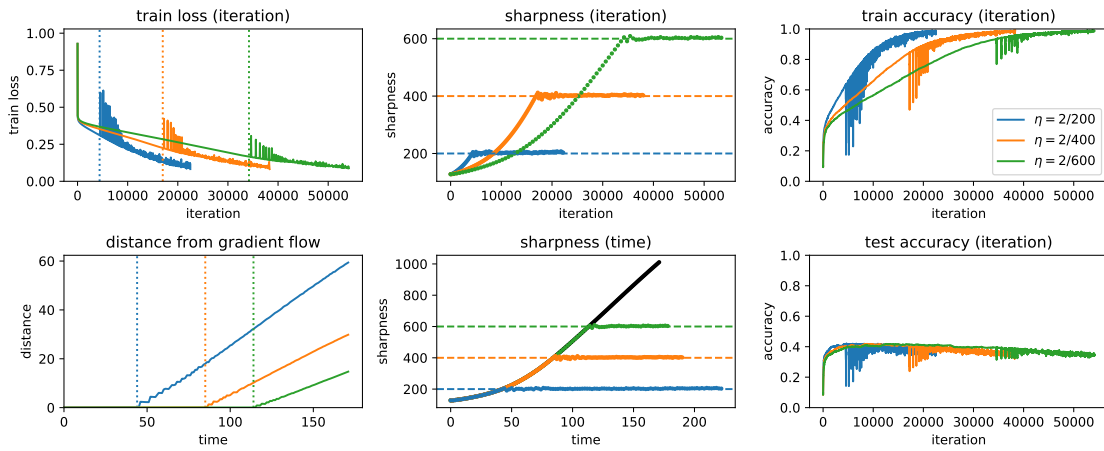 train loss (iteration)
train loss
1.00
0.75
0.50
0.25
0.00
0 10000 20000 30000 40000 50000
iteration
sharpness (iteration)
sharpness
600
400
200
0 10000 20000 30000 40000 50000
iteration
train accuracy (iteration)
accuracy
1.0
0.8
0.6
0.4
0.2
0.0
η = 2/200
η = 2/400
η = 2/600
0 10000 20000 30000 40000 50000
iteration
distance from gradient flow
distance
60
40
20
0
0 50 100 150
time
sharpness (time)
sharpness
1000
800
600
400
200
0 50 100 150 200
time
test accuracy (iteration)
accuracy
1.0
0.8
0.6
0.4
0.2
0.0
0 10000 20000 30000 40000 50000
iteration